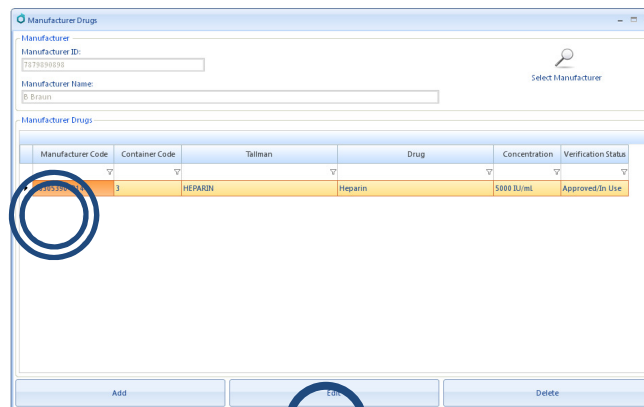 Manufacturer Drugs
Manufacturer
Manufacturer ID:
7879890898
Select Manufacturer
Manufacturer Name:
B Braun
Manufacturer Drugs
Manufacturer Code Container Code Tallman Drug Concentration Verification Status
3 HEPARIN Heparin 5000 IU/mL Approved/In Use
Add Edit Delete